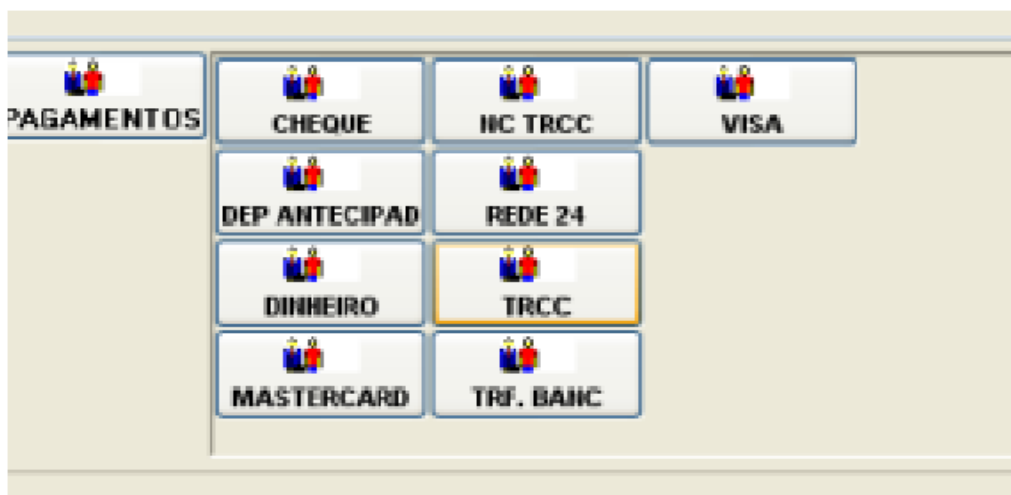 PAGAMENTOS
CHEQUE
NC TRCC
VISA
DEP ANTECIPAD
REDE 24
DINHEIRO
TRCC
MASTERCARD
TRF. BANC